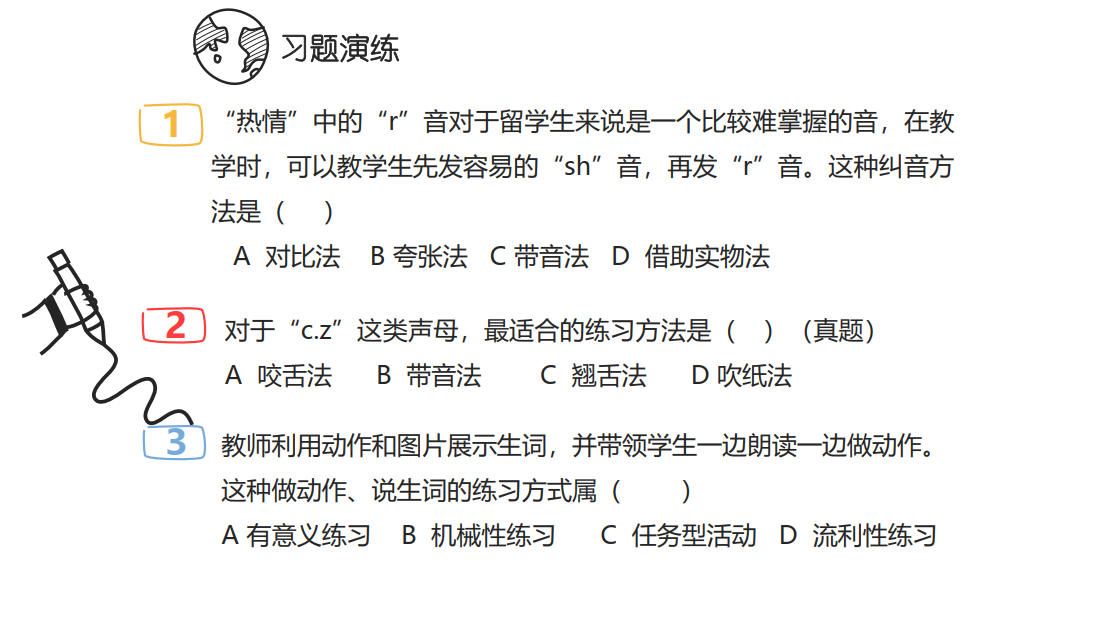 习题演练
1 “热情”中的“r”音对于留学生来说是一个比较难掌握的音，在教
学时，可以教学生先发容易的“sh”音，再发“r”音。这种纠音方
法是（ ）
A 对比法 B 夸张法 C 带音法 D 借助实物法
2 对于“c.z”这类声母，最适合的练习方法是（ ）（真题）
A 咬舌法 B 带音法 C 翘舌法 D 吹纸法
3 教师利用动作和图片展示生词，并带领学生一边朗读一边做动作。
这种做动作、说生词的练习方式属（ ）
A 有意义练习 B 机械性练习 C 任务型活动 D 流利性练习